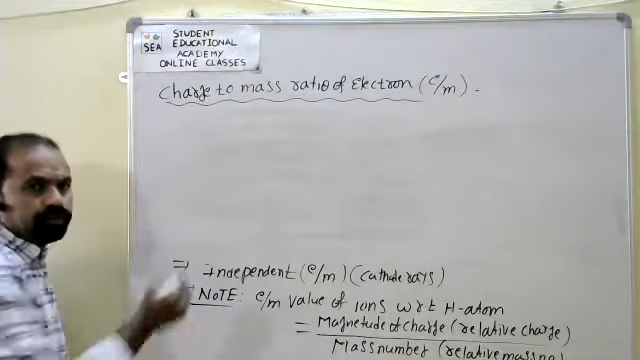 STUDENT
EDUCATIONAL
ACADEMY
ONLINE CLASSES
SEA
Charge to mass ratio of Electron (e/m) -
⇒ Independent (e/m) (Cathode rays)
NOTE: e/m Value of ions w r t H-atom
= Magnitude of charge (relative charge)
Mass number (relative mass no)